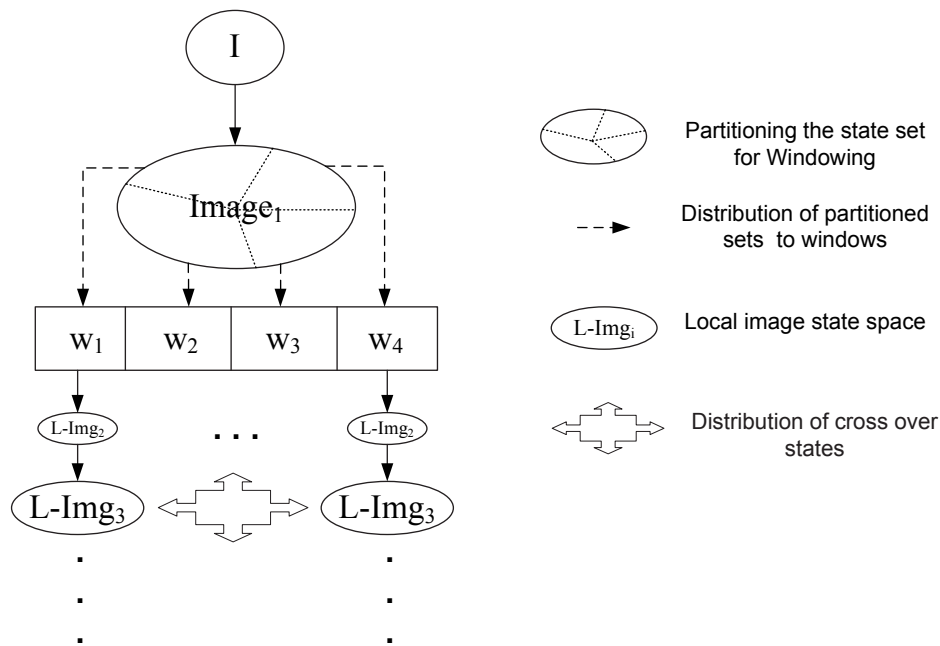 I
Image₁
w₁ w₂ w₃ w₄
L-Img₂ . . . L-Img₂
L-Img₃ L-Img₃
Partitioning the state set
for Windowing
Distribution of partitioned
sets to windows
L-Imgᵢ
Local image state space
Distribution of cross over
states